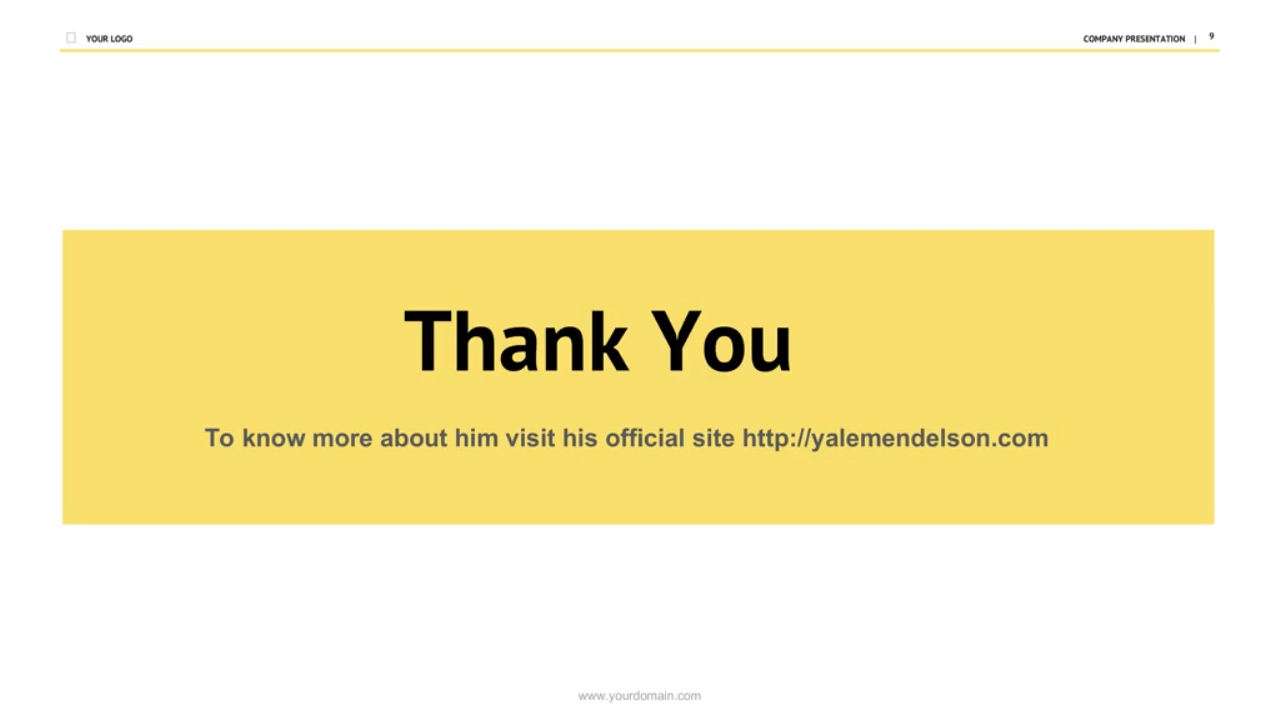 YOUR LOGO
COMPANY PRESENTATION | 9
Thank You
To know more about him visit his official site http://yalemendelson.com
www.yourdomain.com